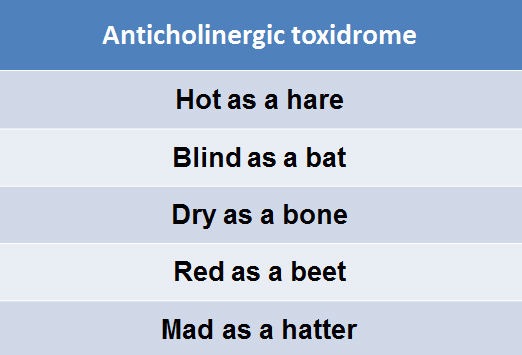 Anticholinergic toxidrome
Hot as a hare
Blind as a bat
Dry as a bone
Red as a beet
Mad as a hatter